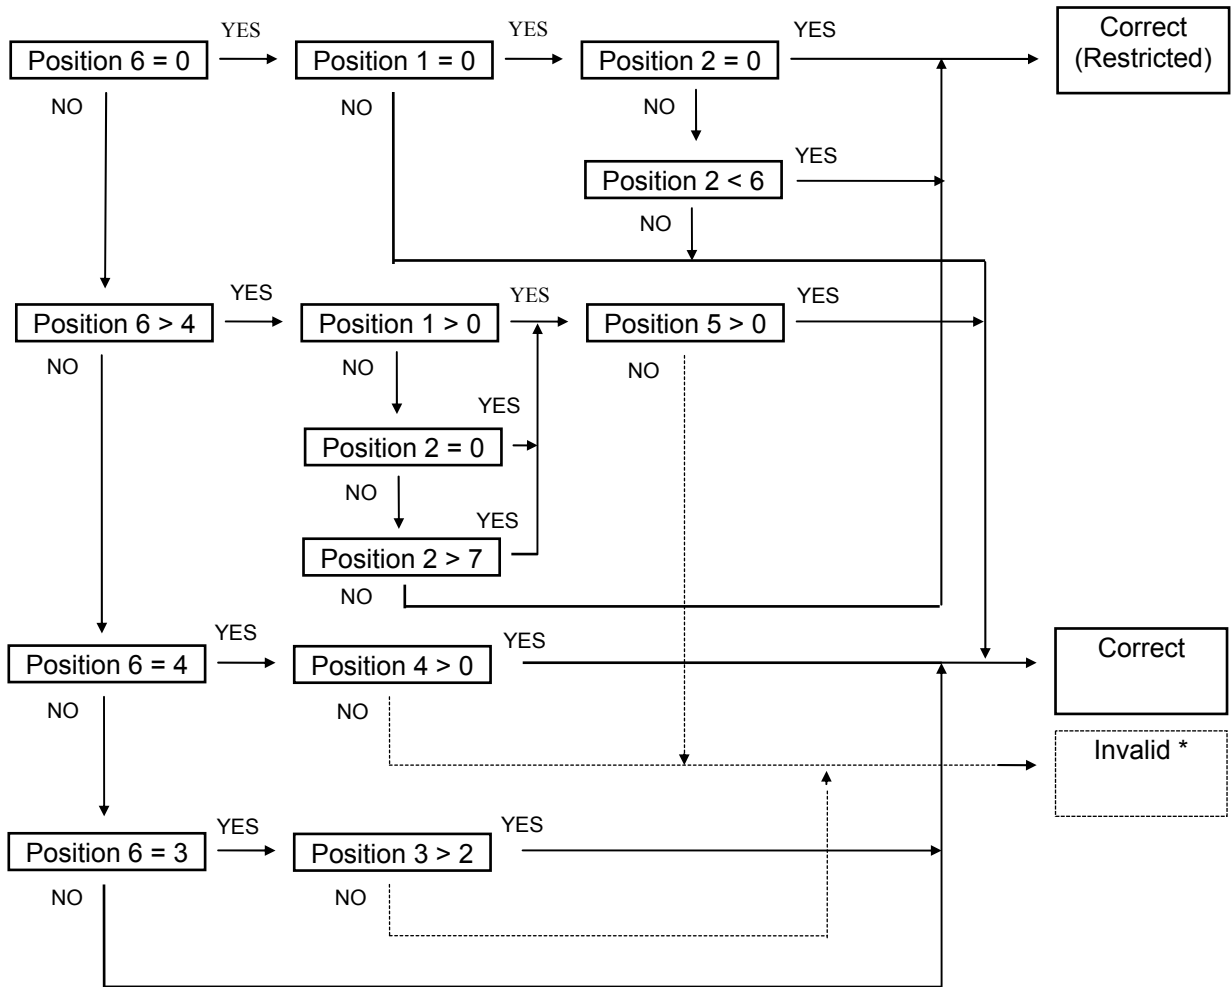 YES
YES
YES
Correct
(Restricted)
Position 6 = 0
Position 1 = 0
Position 2 = 0
NO
NO
NO
YES
Position 2 < 6
NO
YES
YES
YES
Position 6 > 4
Position 1 > 0
Position 5 > 0
NO
NO
NO
YES
Position 2 = 0
NO
YES
Position 2 > 7
NO
YES
YES
Position 6 = 4
Position 4 > 0
Correct
NO
NO
Invalid *
YES
YES
Position 6 = 3
Position 3 > 2
NO
NO